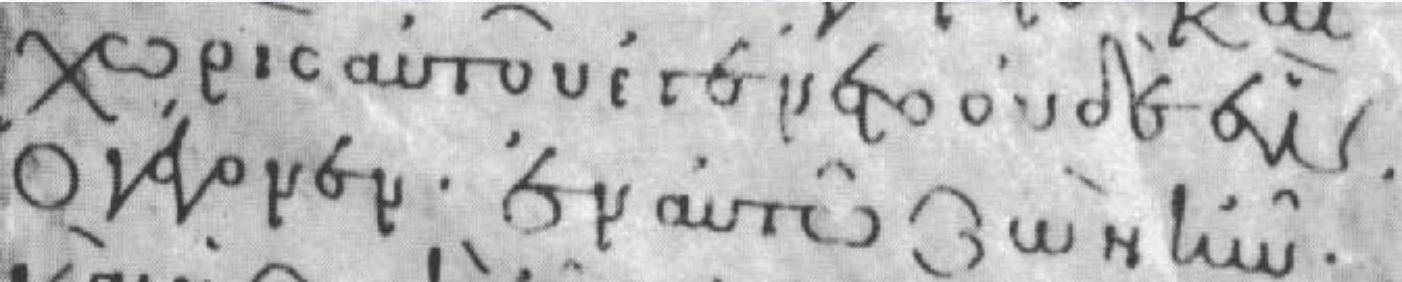 χωρὶς αὐτοῦ ἐγένετο οὐδὲ ἕν.
ὃ γέγονεν· ἐν αὐτῶ ζωὴ ἦν·